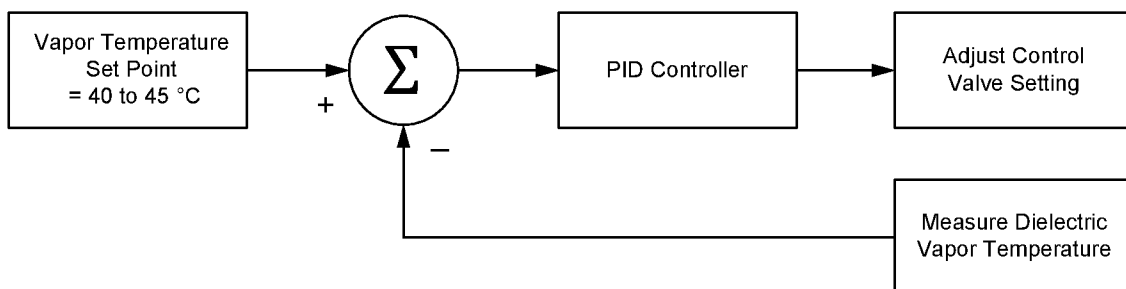 Vapor Temperature
Set Point
= 40 to 45 °C
+
Σ
−
PID Controller
Adjust Control
Valve Setting
Measure Dielectric
Vapor Temperature